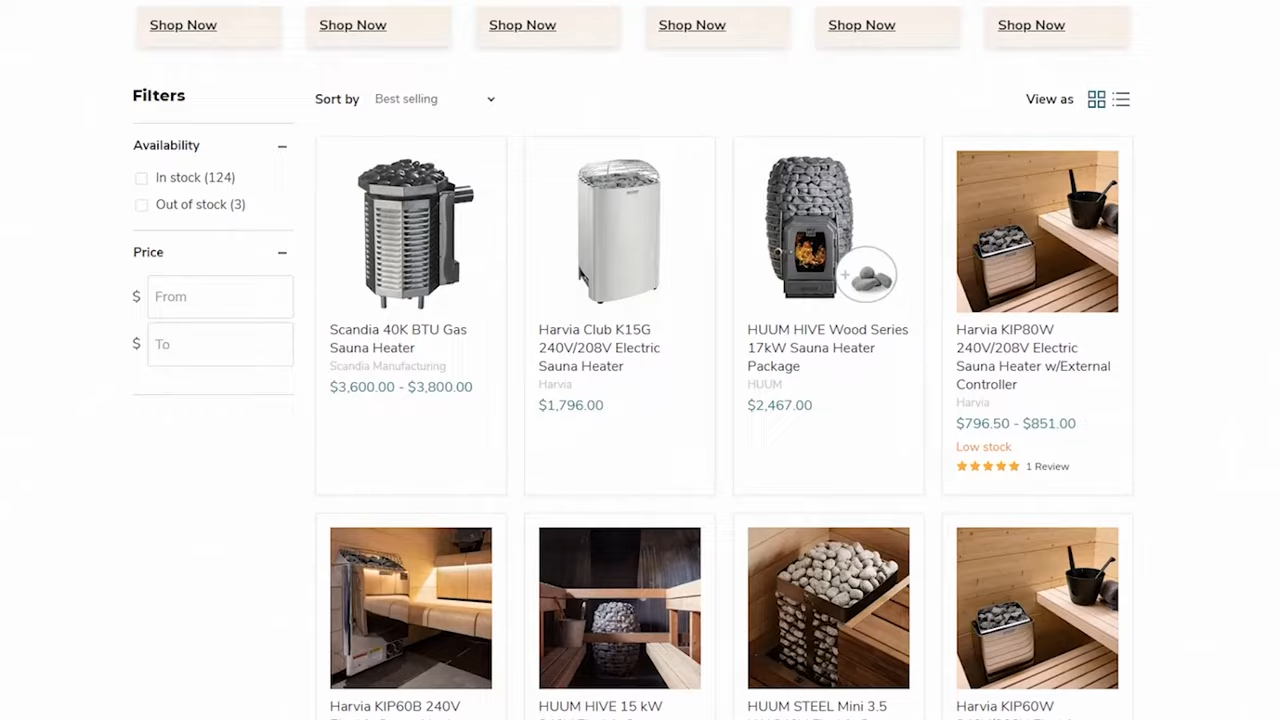 Shop Now Shop Now Shop Now Shop Now Shop Now Shop Now
Filters
Sort by Best selling
View as
Availability
In stock (124)
Out of stock (3)
Price
$ From
$ To
Scandia 40K BTU Gas
Sauna Heater
Scandia Manufacturing
$3,600.00 - $3,800.00
Harvia Club K15G
240V/208V Electric
Sauna Heater
Harvia
$1,796.00
HUUM HIVE Wood Series
17kW Sauna Heater
Package
HUUM
$2,467.00
Harvia KIP80W
240V/208V Electric
Sauna Heater w/External
Controller
Harvia
$796.50 - $851.00
Low stock
1 Review
Harvia KIP60B 240V
HUUM HIVE 15 kW
HUUM STEEL Mini 3.5
Harvia KIP60W